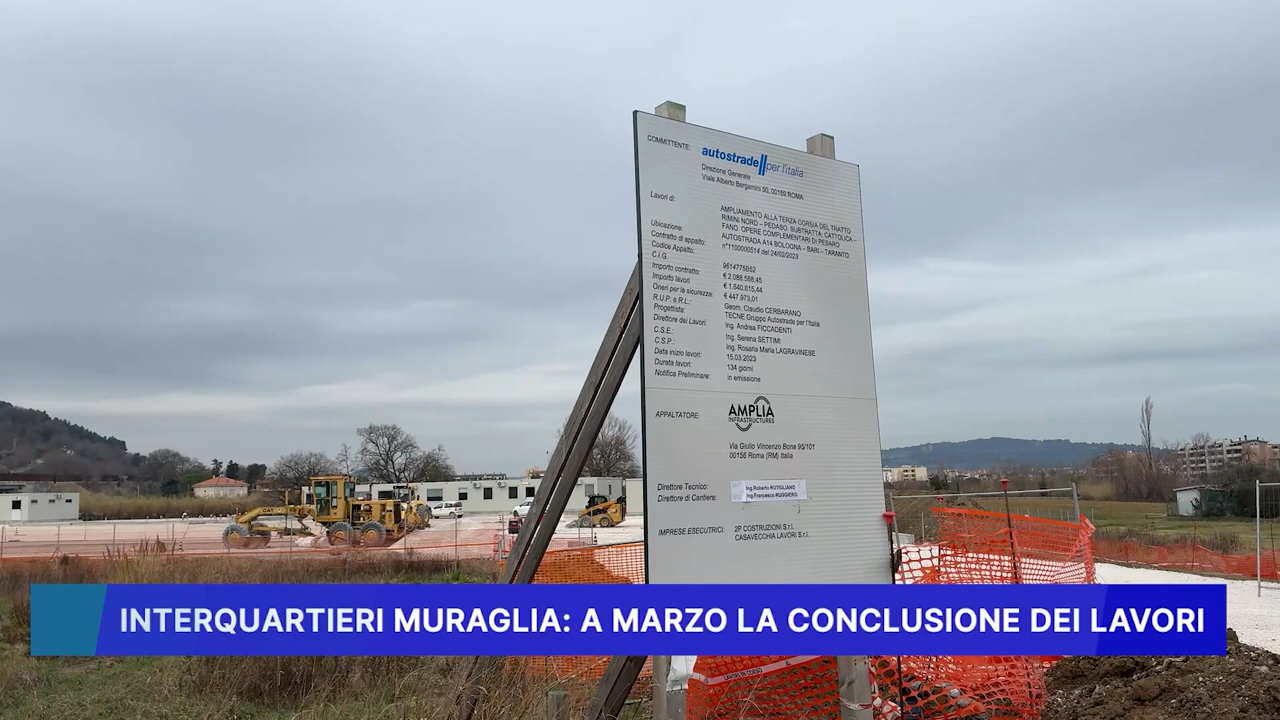 COMMITTENTE:
autostrade per l'italia
Direzione Generale
Viale Alberto Bergamini 50, 00159 ROMA
Lavori di:
AMPLIAMENTO ALLA TERZA CORSIA DEL TRATTO
RIMINI NORD – PEDASO. SUBTRATTA: CATTOLICA –
FANO. OPERE COMPLEMENTARI DI PESARO
Ubicazione: AUTOSTRADA A14 BOLOGNA – BARI – TARANTO
Contratto di appalto: n°1100000514 del 24/02/2023
Codice Appalto:
C.I.G. 9614775B52
Importo contratto: € 2.088.588,45
Importo lavori € 1.640.615,44
Oneri per la sicurezza: € 447.973,01
R.U.P. e R.L.: Geom. Claudio CERBARANO
Progettista: TECNE Gruppo Autostrade per l'Italia
Direttore dei Lavori: Ing. Andrea FICCADENTI
C.S.E.: Ing. Serena SETTIMI
C.S.P.: Ing. Rosaria Maria LAGRAVINESE
Data inizio lavori: 15.03.2023
Durata lavori: 134 giorni
Notifica Preliminare: in emissione
APPALTATORE:
AMPLIA
INFRASTRUCTURES
Via Giulio Vincenzo Bona 95/101
00156 Roma (RM) Italia
Direttore Tecnico: Ing.Roberto RUTIGLIANO
Direttore di Cantiere: Ing.Francesco RUGGIERO
IMPRESE ESECUTRICI: 2P COSTRUZIONI S.r.l.
CASAVECCHIA LAVORI S.r.l.
INTERQUARTIERI MURAGLIA: A MARZO LA CONCLUSIONE DEI LAVORI